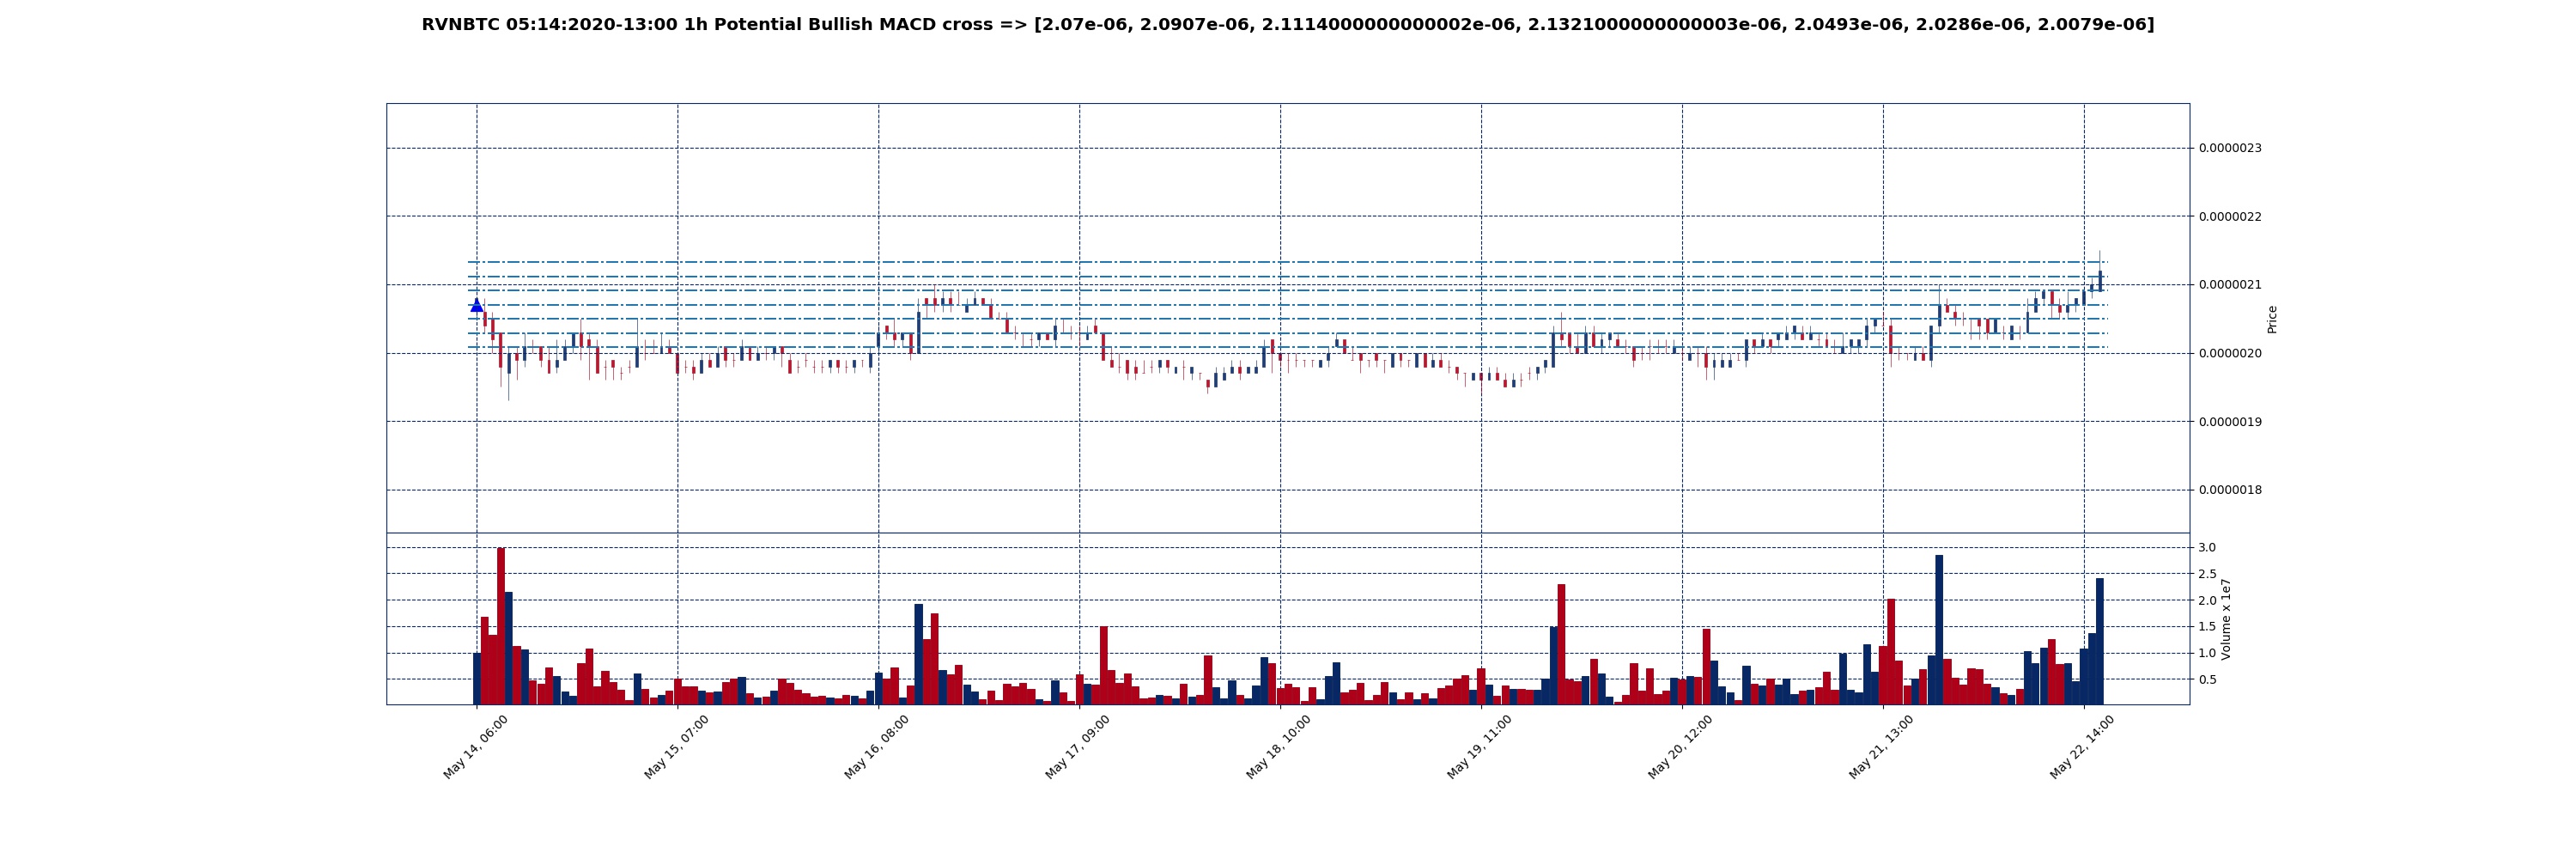 RVNBTC 05:14:2020-13:00 1h Potential Bullish MACD cross => [2.07e-06, 2.0907e-06, 2.1114000000000002e-06, 2.1321000000000003e-06, 2.0493e-06, 2.0286e-06, 2.0079e-06]
0.0000023
0.0000022
0.0000021
0.0000020
0.0000019
0.0000018
Price
3.0
2.5
2.0
1.5
1.0
0.5
Volume x 1e7
May 14, 06:00
May 15, 07:00
May 16, 08:00
May 17, 09:00
May 18, 10:00
May 19, 11:00
May 20, 12:00
May 21, 13:00
May 22, 14:00